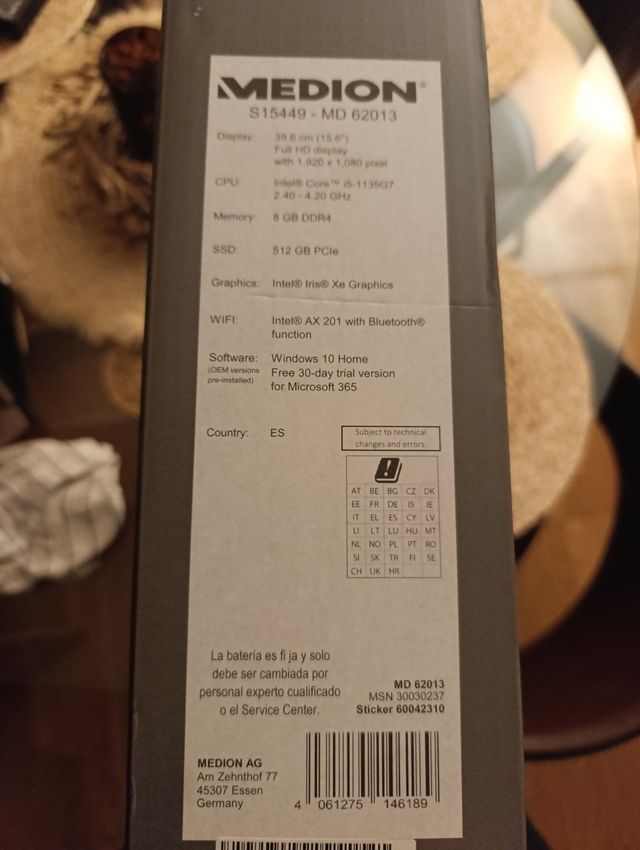 MEDION®
S15449 - MD 62013
Display: 39.6 cm (15.6")
Full HD display
with 1,920 x 1,080 pixel
CPU: Intel® Core™ i5-1135G7
2.40 - 4.20 GHz
Memory: 8 GB DDR4
SSD: 512 GB PCIe
Graphics: Intel® Iris® Xe Graphics
WIFI: Intel® AX 201 with Bluetooth®
function
Software: Windows 10 Home
(OEM versions pre-installed) Free 30-day trial version
for Microsoft 365
Country: ES
Subject to technical
changes and errors.
AT BE BG CZ DK
EE FR DE IS IE
IT EL ES CY LV
LI LT LU HU MT
NL NO PL PT RO
SI SK TR FI SE
CH UK HR
La batería es fija y solo
debe ser cambiada por
personal experto cualificado
o el Service Center.
MD 62013
MSN 30030237
Sticker 60042310
MEDION AG
Am Zehnthof 77
45307 Essen
Germany
4 061275 146189